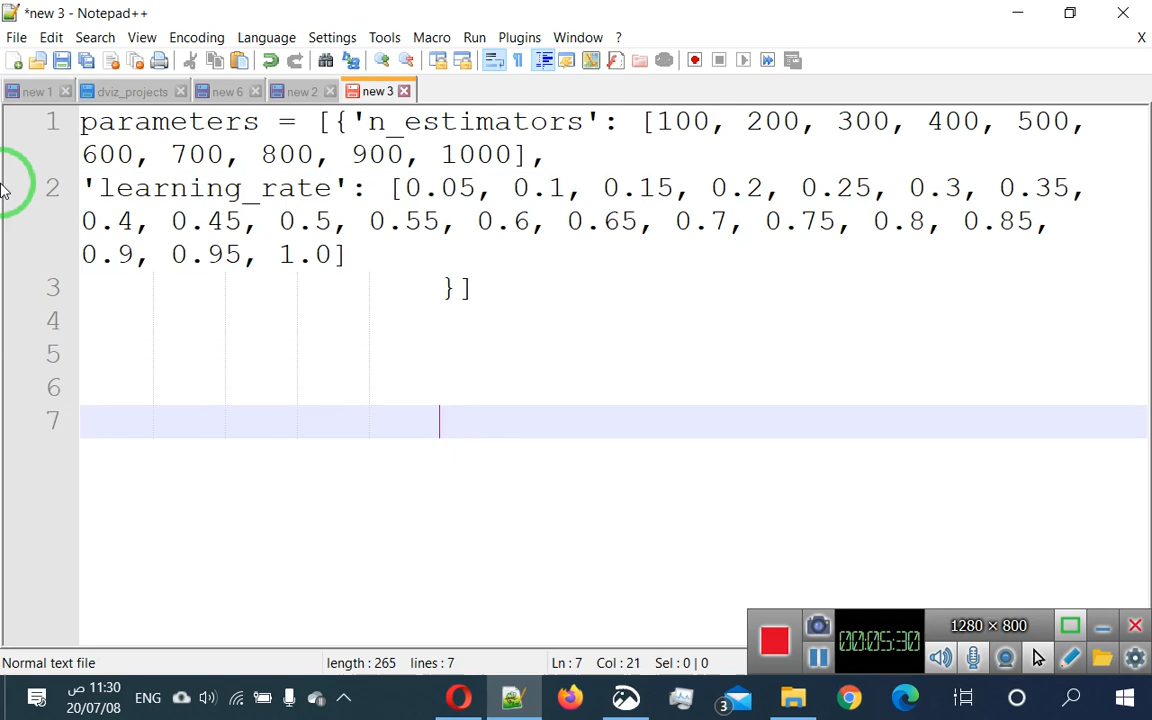 *new 3 - Notepad++
File Edit Search View Encoding Language Settings Tools Macro Run Plugins Window ? X
new 1 dviz_projects new 6 new 2 new 3
1 parameters = [{'n_estimators': [100, 200, 300, 400, 500,
600, 700, 800, 900, 1000],
2 'learning_rate': [0.05, 0.1, 0.15, 0.2, 0.25, 0.3, 0.35,
0.4, 0.45, 0.5, 0.55, 0.6, 0.65, 0.7, 0.75, 0.8, 0.85,
0.9, 0.95, 1.0]
3 }]
4
5
6
7
1280 × 800
00:05:30
Normal text file length : 265 lines : 7 Ln : 7 Col : 21 Sel : 0 | 0
11:30 ص
ENG
3
20/07/08